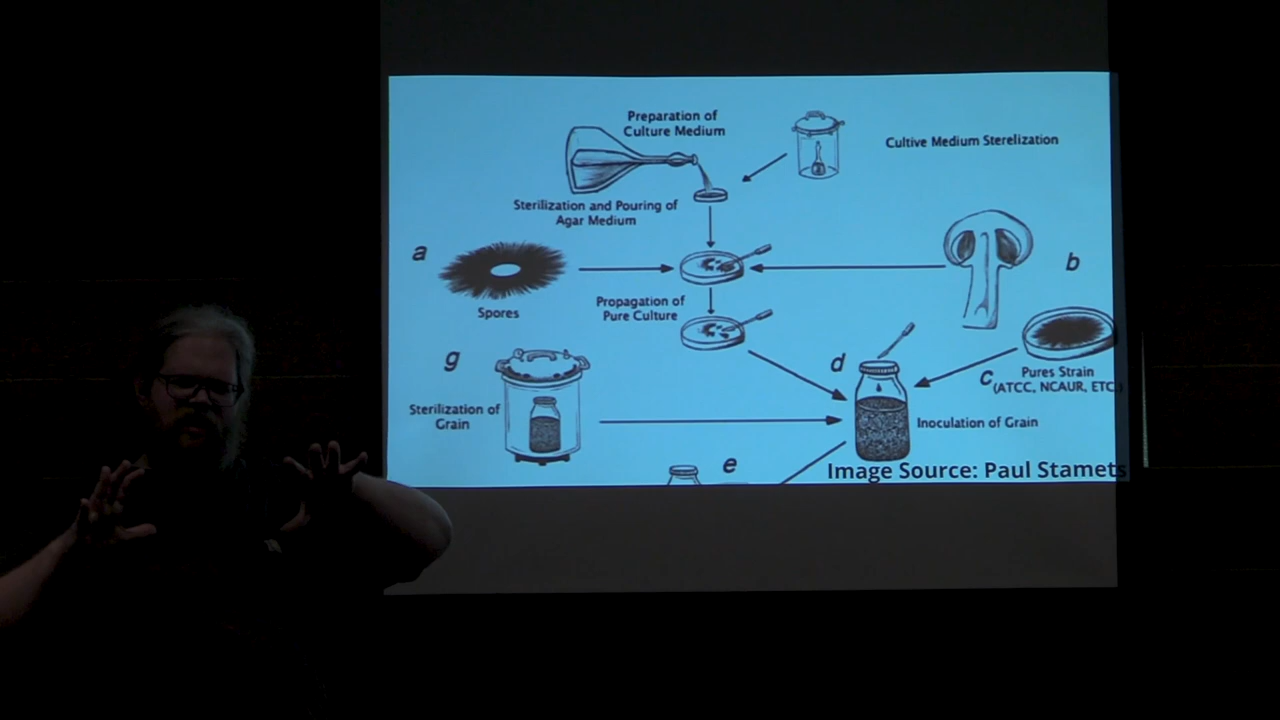 Preparation of
Culture Medium
Cultive Medium Sterelization
Sterilization and Pouring of
Agar Medium
a
b
Spores
Propagation of
Pure Culture
g
d
c
Pures Strain
(ATCC, NCAUR, ETC.)
Sterilization of
Grain
Inoculation of Grain
e
Image Source: Paul Stamets